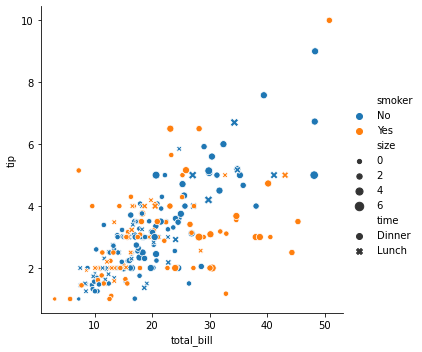 10
8
6
4
2
tip
10
20
30
40
50
total_bill
smoker
No
Yes
size
0
2
4
6
time
Dinner
Lunch